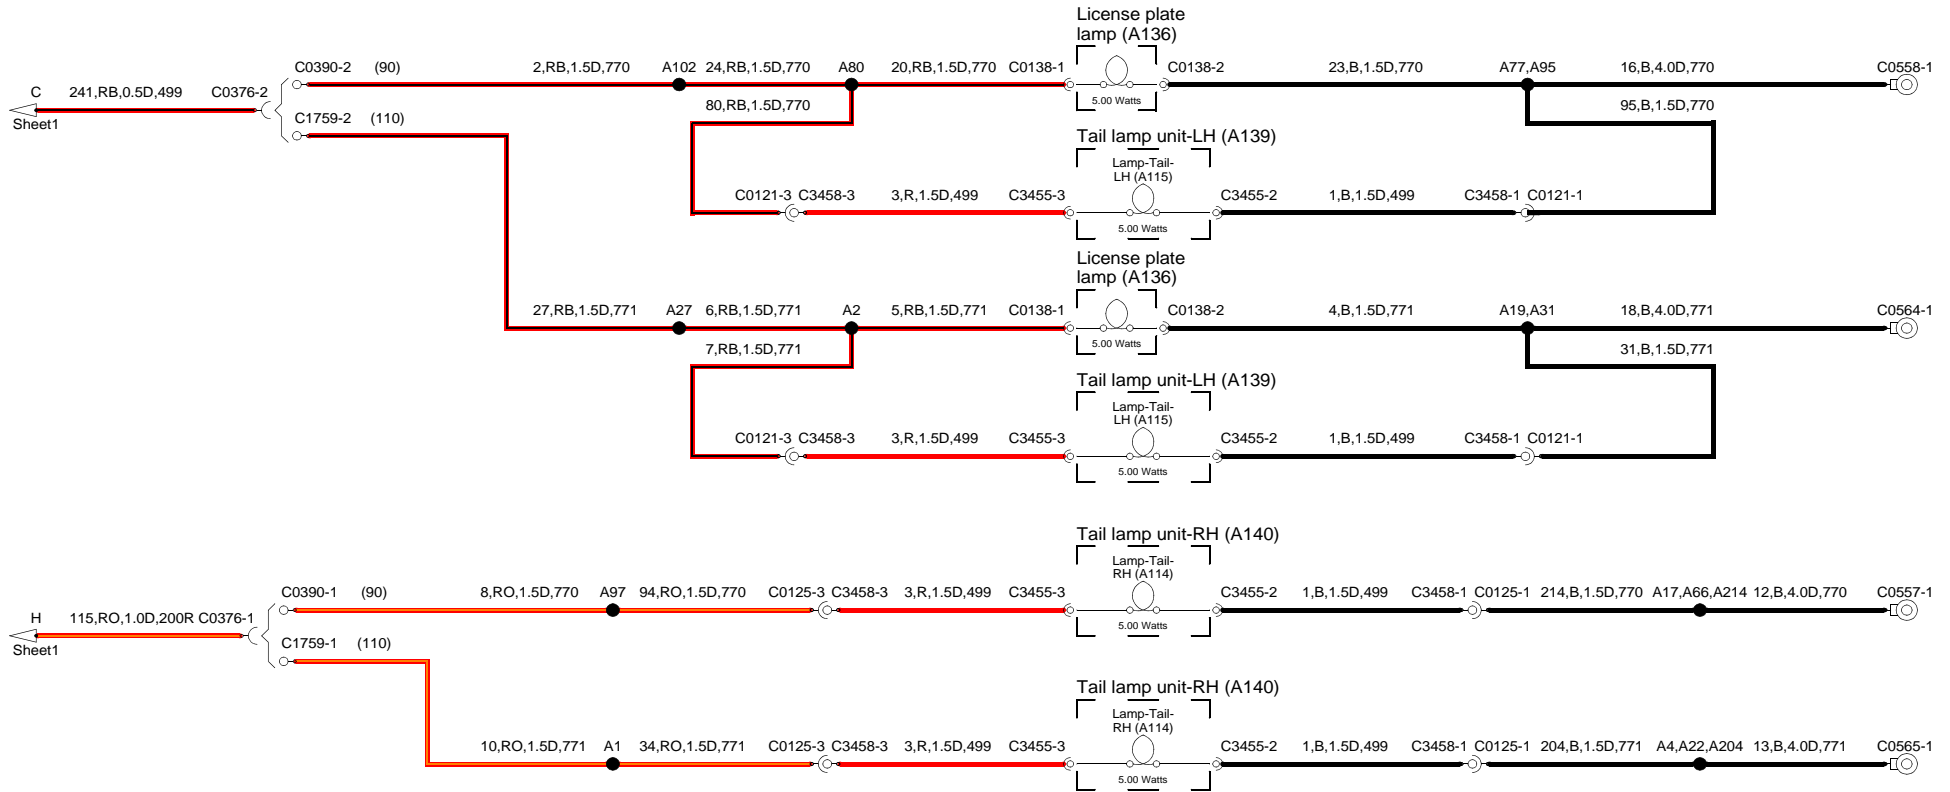 License plate
lamp (A136)
C0390-2 (90) 2,RB,1.5D,770 A102 24,RB,1.5D,770 A80 20,RB,1.5D,770 C0138-1 C0138-2 23,B,1.5D,770 A77,A95 16,B,4.0D,770 C0558-1
C 241,RB,0.5D,499 C0376-2
5.00 Watts
80,RB,1.5D,770 95,B,1.5D,770
Sheet1
C1759-2 (110)
Tail lamp unit-LH (A139)
Lamp-Tail-
LH (A115)
C0121-3 C3458-3 3,R,1.5D,499 C3455-3 C3455-2 1,B,1.5D,499 C3458-1 C0121-1
5.00 Watts
License plate
lamp (A136)
27,RB,1.5D,771 A27 6,RB,1.5D,771 A2 5,RB,1.5D,771 C0138-1 C0138-2 4,B,1.5D,771 A19,A31 18,B,4.0D,771 C0564-1
5.00 Watts
7,RB,1.5D,771 31,B,1.5D,771
Tail lamp unit-LH (A139)
Lamp-Tail-
LH (A115)
C0121-3 C3458-3 3,R,1.5D,499 C3455-3 C3455-2 1,B,1.5D,499 C3458-1 C0121-1
5.00 Watts
Tail lamp unit-RH (A140)
Lamp-Tail-
RH (A114)
C0390-1 (90) 8,RO,1.5D,770 A97 94,RO,1.5D,770 C0125-3 C3458-3 3,R,1.5D,499 C3455-3 C3455-2 1,B,1.5D,499 C3458-1 C0125-1 214,B,1.5D,770 A17,A66,A214 12,B,4.0D,770 C0557-1
H 115,RO,1.0D,200R C0376-1
5.00 Watts
Sheet1
C1759-1 (110)
Tail lamp unit-RH (A140)
Lamp-Tail-
RH (A114)
10,RO,1.5D,771 A1 34,RO,1.5D,771 C0125-3 C3458-3 3,R,1.5D,499 C3455-3 C3455-2 1,B,1.5D,499 C3458-1 C0125-1 204,B,1.5D,771 A4,A22,A204 13,B,4.0D,771 C0565-1
5.00 Watts